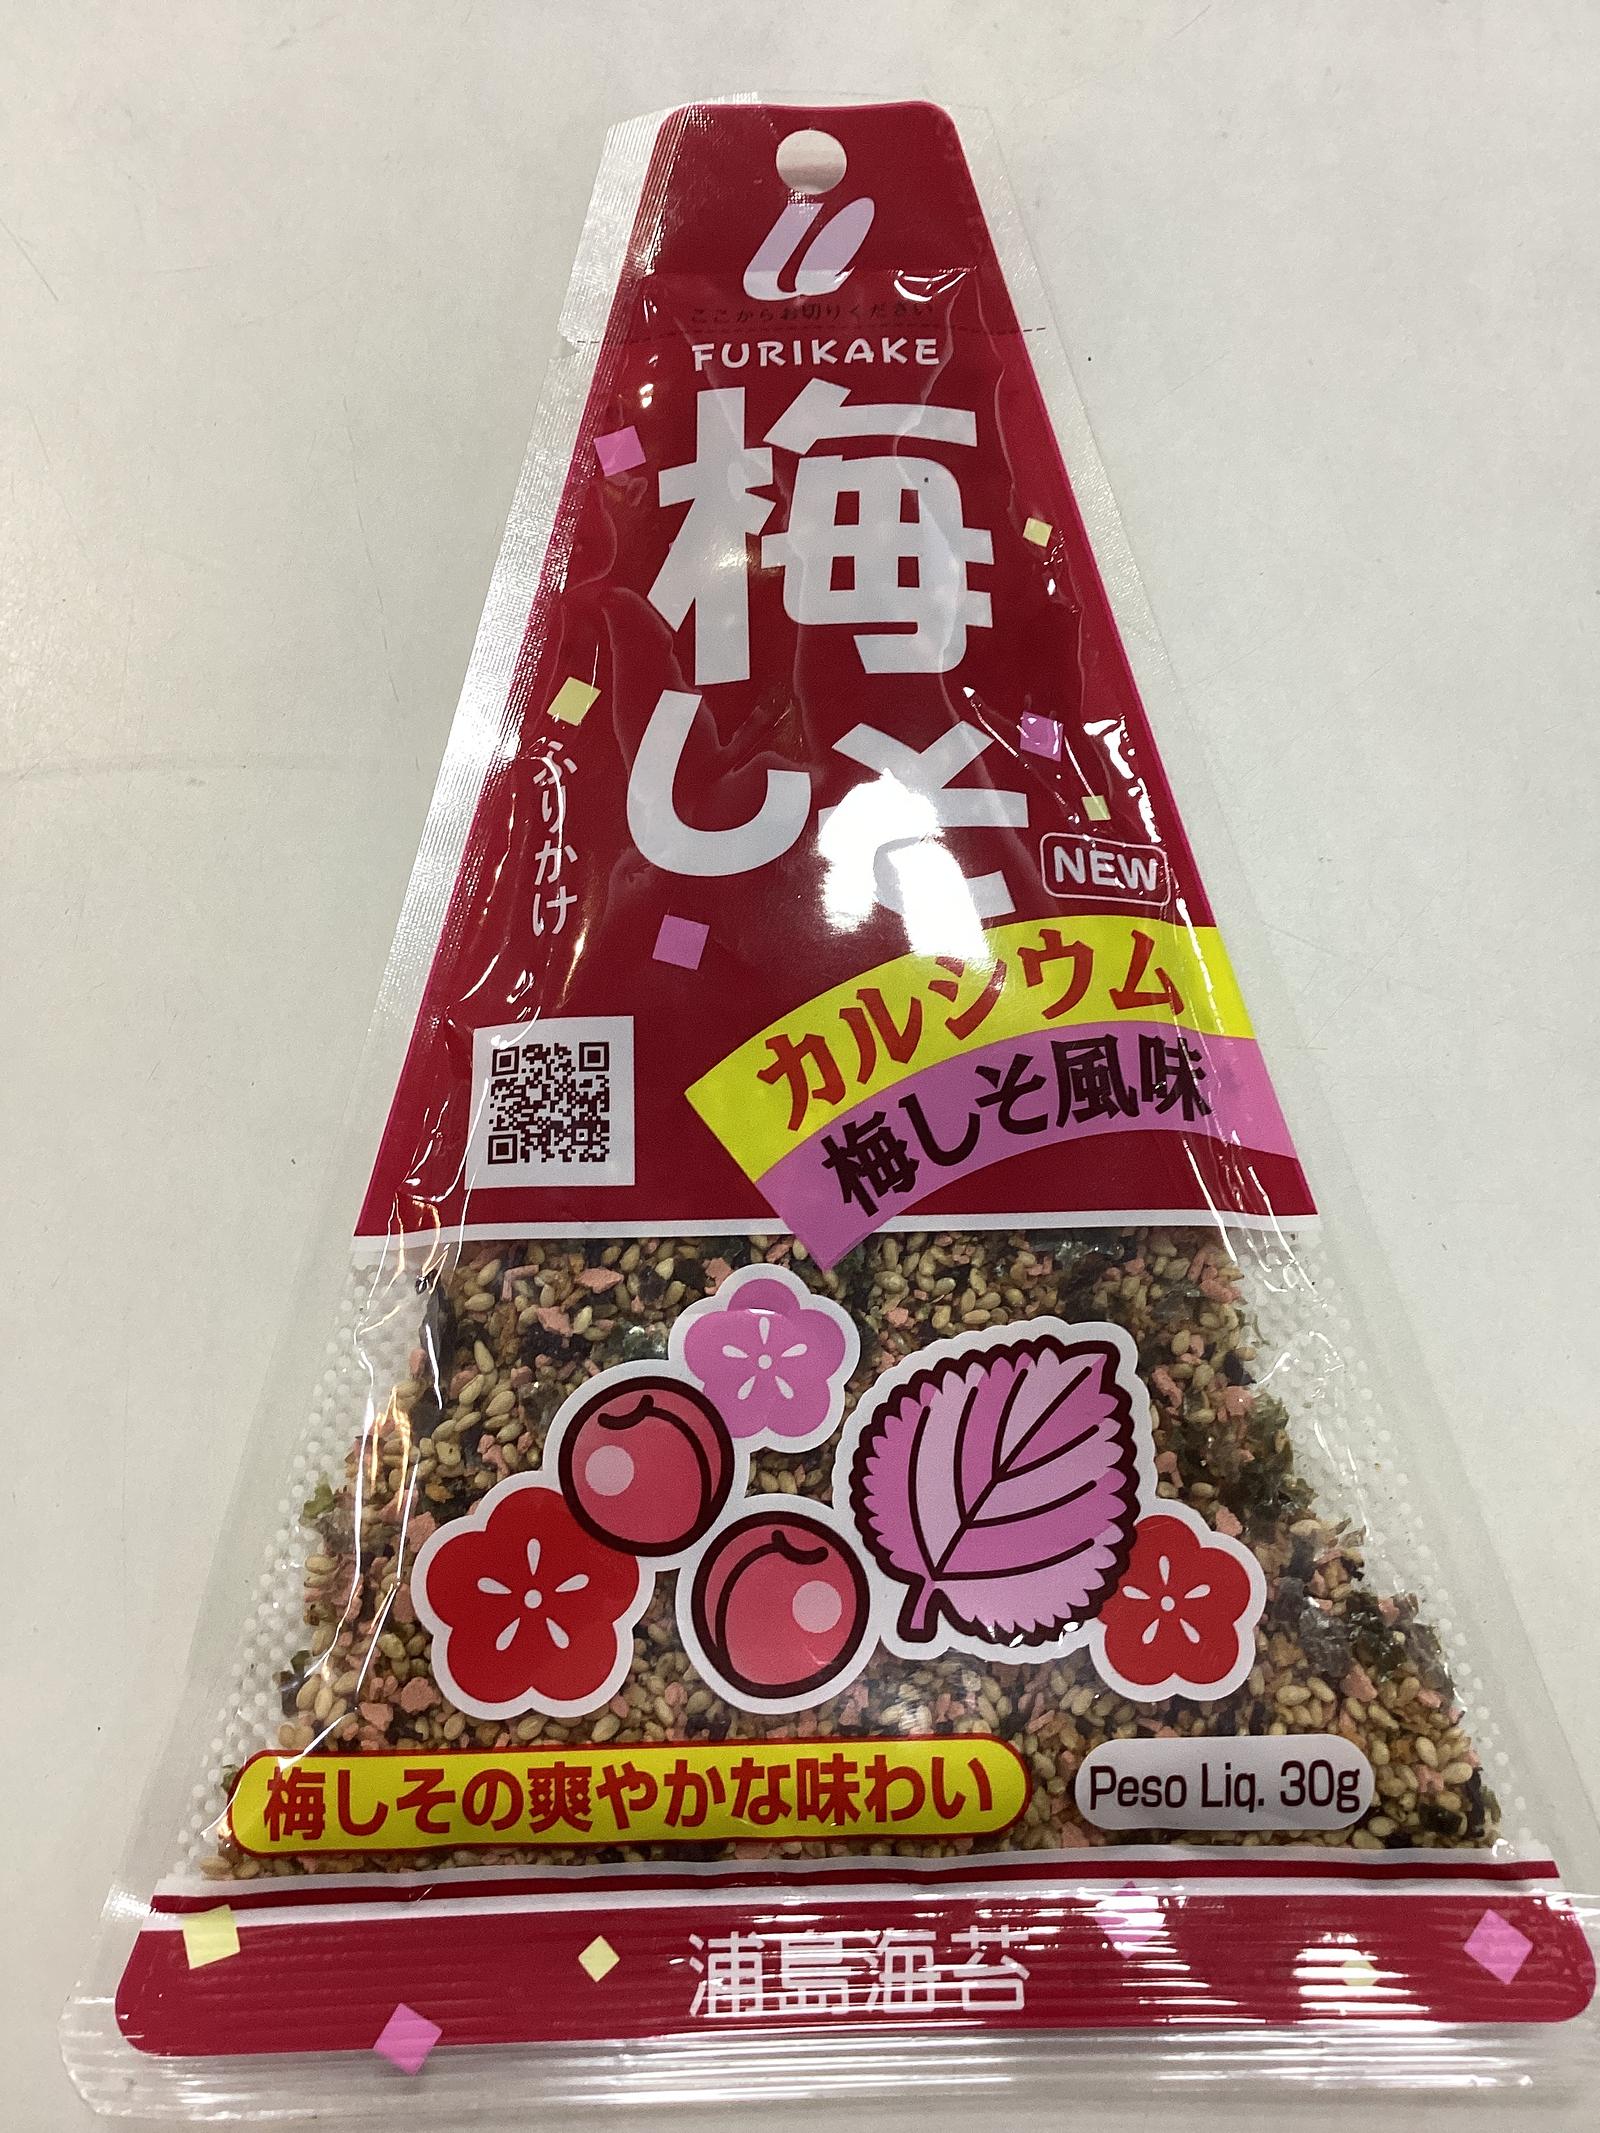 ここからお切りください
FURIKAKE
梅しそ
ふりかけ
NEW
カルシウム
梅しそ風味
梅しその爽やかな味わい
Peso Liq. 30g
浦島海苔